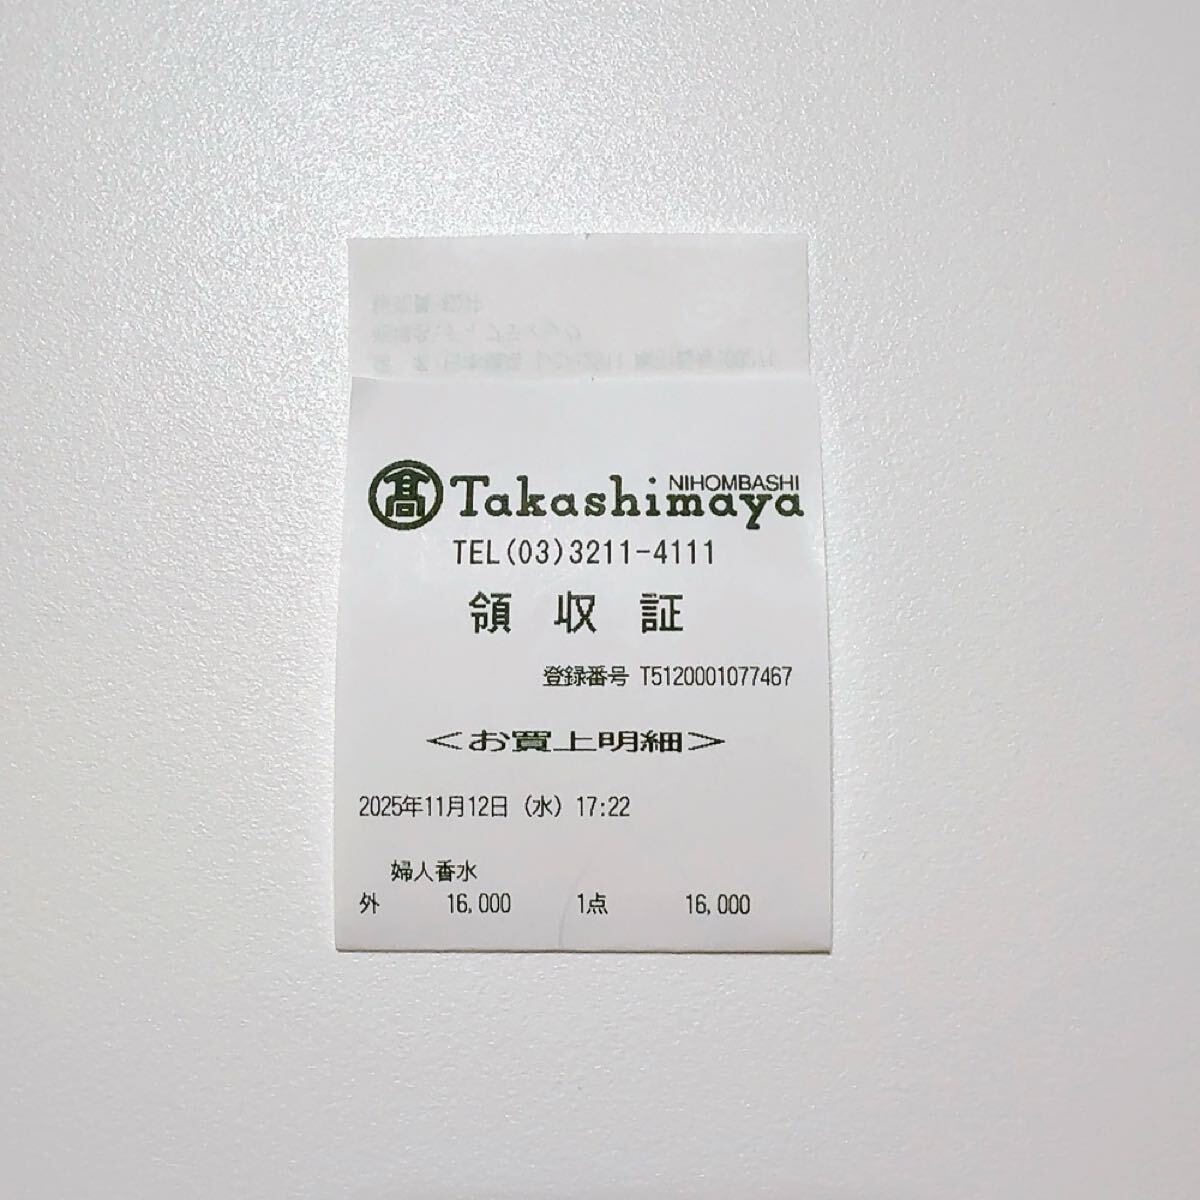 髙 Takashimaya NIHOMBASHI
TEL(03)3211-4111
領収証
登録番号 T5120001077467
<お買上明細>
2025年11月12日(水)17:22
婦人香水
外 16,000 1点 16,000